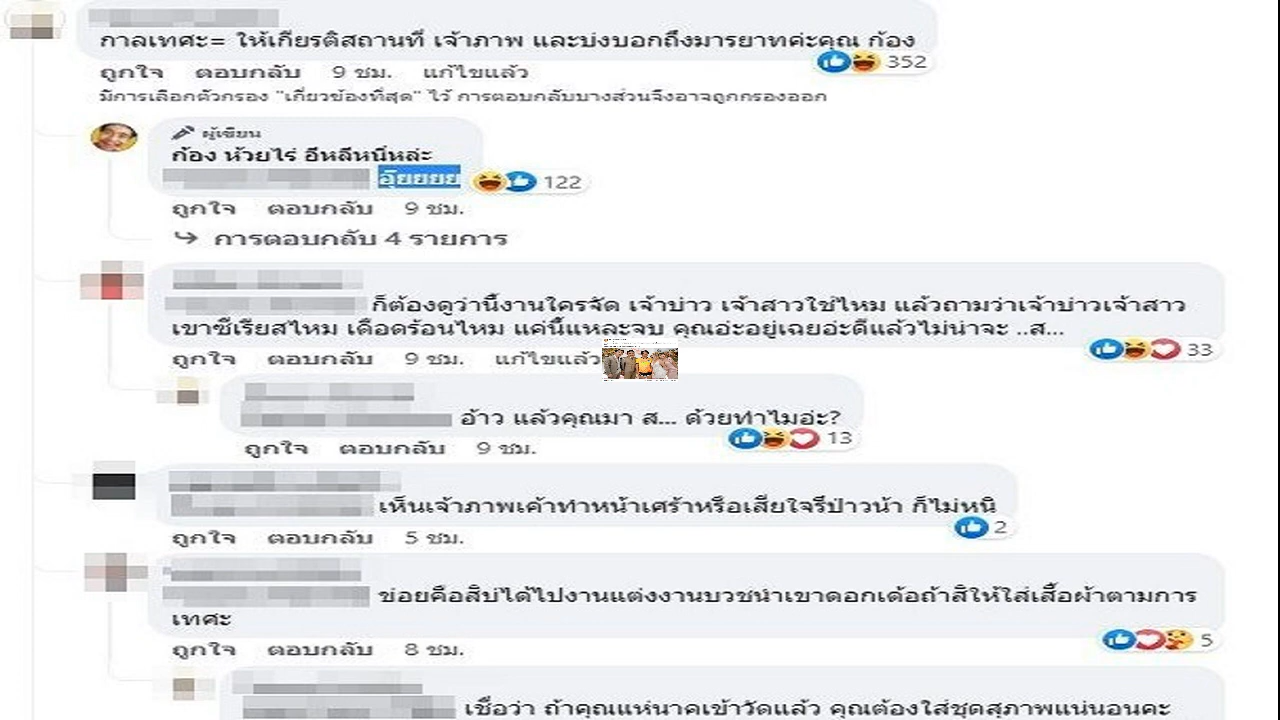 กาลเทศะ= ให้เกียรติสถานที่ เจ้าภาพ และบ่งบอกถึงมารยาทค่ะคุณ ก้อง
352
ถูกใจ ตอบกลับ 9 ชม. แก้ไขแล้ว
มีการเลือกตัวกรอง "เกี่ยวข้องที่สุด" ไว้ การตอบกลับบางส่วนจึงอาจถูกกรองออก
ผู้เขียน
ก้อง ห้วยไร่ อีหลีหนิ่หล่ะ
อุ๊ยยยย 122
ถูกใจ ตอบกลับ 9 ชม.
การตอบกลับ 4 รายการ
ก็ต้องดูว่านี้งานใครจัด เจ้าบ่าว เจ้าสาวใช่ไหม แล้วถามว่าเจ้าบ่าวเจ้าสาว
เขาซีเรียสไหม เดือดร้อนไหม แค่นี้แหละจบ คุณอ่ะอยู่เฉยอ่ะดีแล้วไม่น่าจะ ..ส...
33
ถูกใจ ตอบกลับ 9 ชม. แก้ไขแล้ว
อ้าว แล้วคุณมา ส... ด้วยทำไมอ่ะ?
13
ถูกใจ ตอบกลับ 9 ชม.
เห็นเจ้าภาพเค้าทำหน้าเศร้าหรือเสียใจรึป่าวน้า ก็ไม่หนิ
2
ถูกใจ ตอบกลับ 5 ชม.
ข่อยคือสิบ่ได้ไปงานแต่งงานบวชนำเขาดอกเด้อถ้าสิให้ใส่เสื้อผ้าตามการ
เทศะ
5
ถูกใจ ตอบกลับ 8 ชม.
เชื่อว่า ถ้าคุณแห่นาคเข้าวัดแล้ว คุณต้องใส่ชุดสุภาพแน่นอนคะ